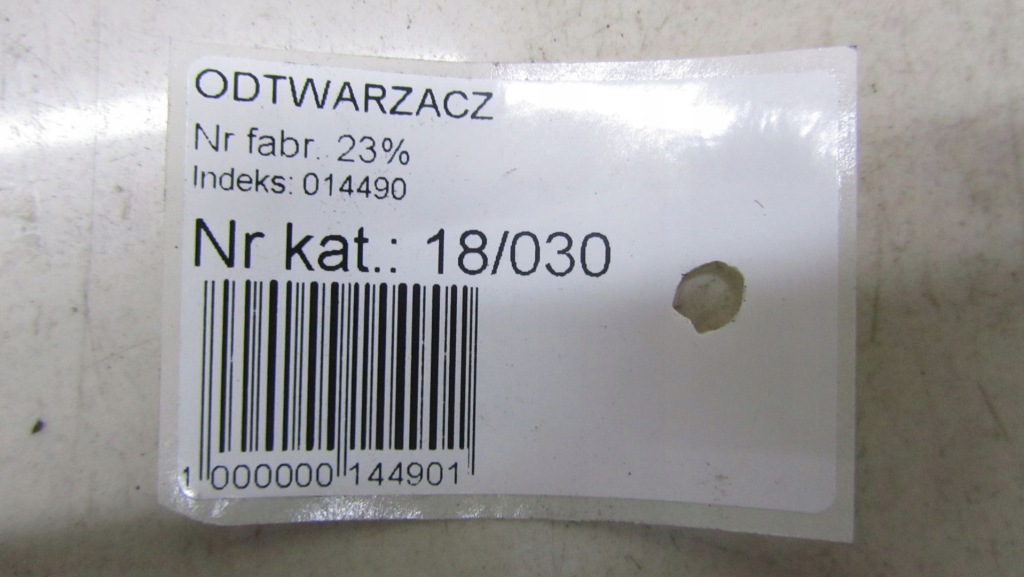 ODTWARZACZ
Nr fabr. 23%
Indeks: 014490
Nr kat.: 18/030
1 000000 144901